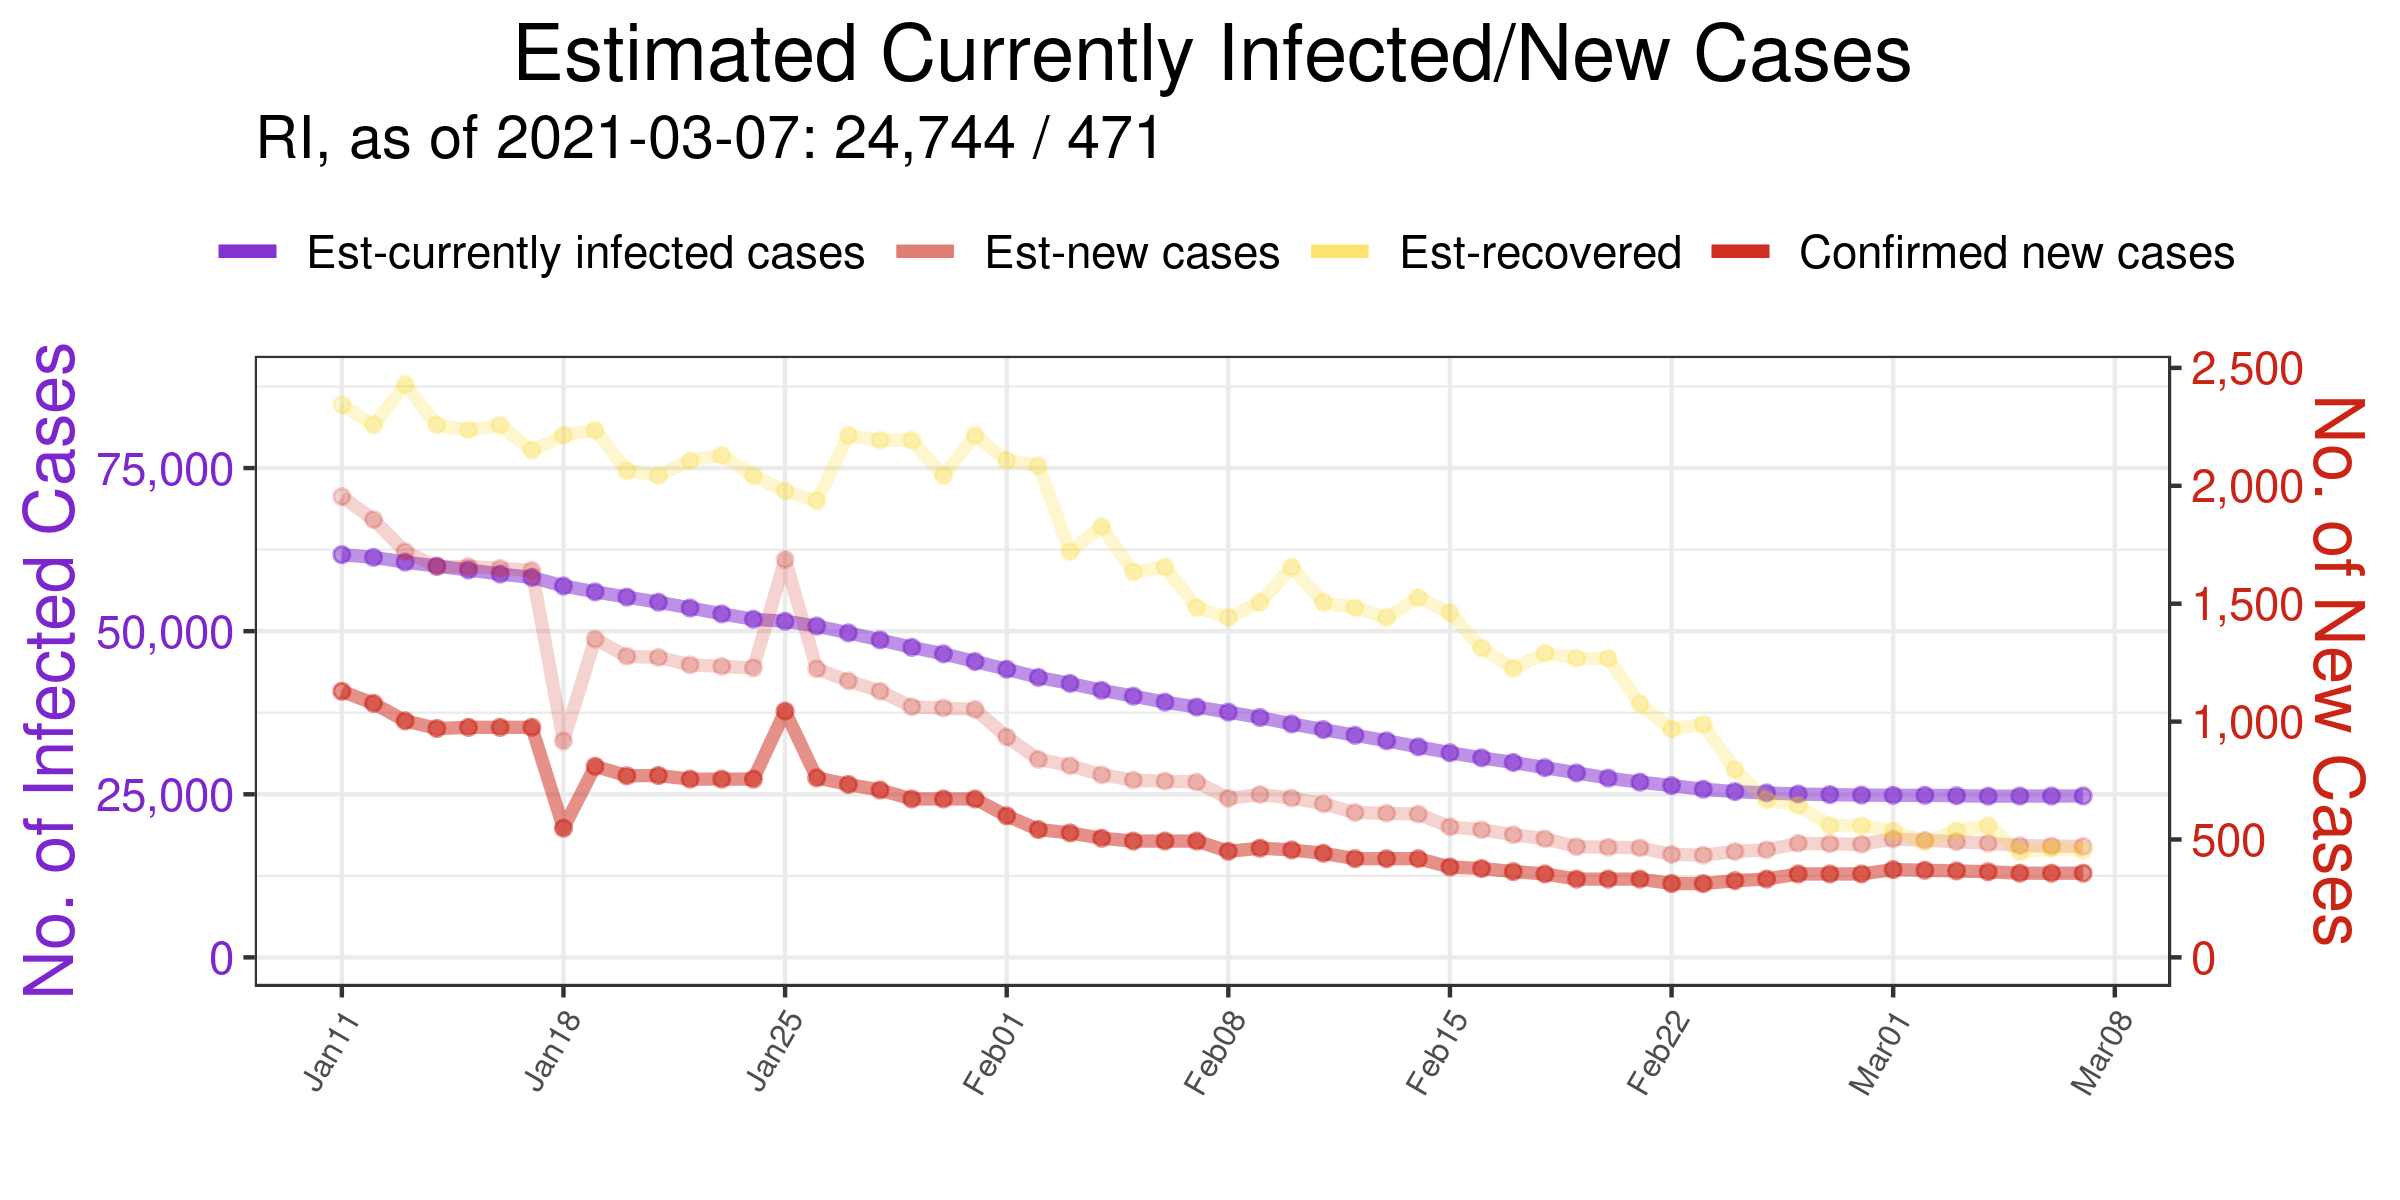 Estimated Currently Infected/New Cases
RI, as of 2021-03-07: 24,744 / 471
Est-currently infected cases Est-new cases Est-recovered Confirmed new cases
No. of Infected Cases
75,000
50,000
25,000
0
2,500
2,000
1,500
1,000
500
0
No. of New Cases
Jan11 Jan18 Jan25 Feb01 Feb08 Feb15 Feb22 Mar01 Mar08